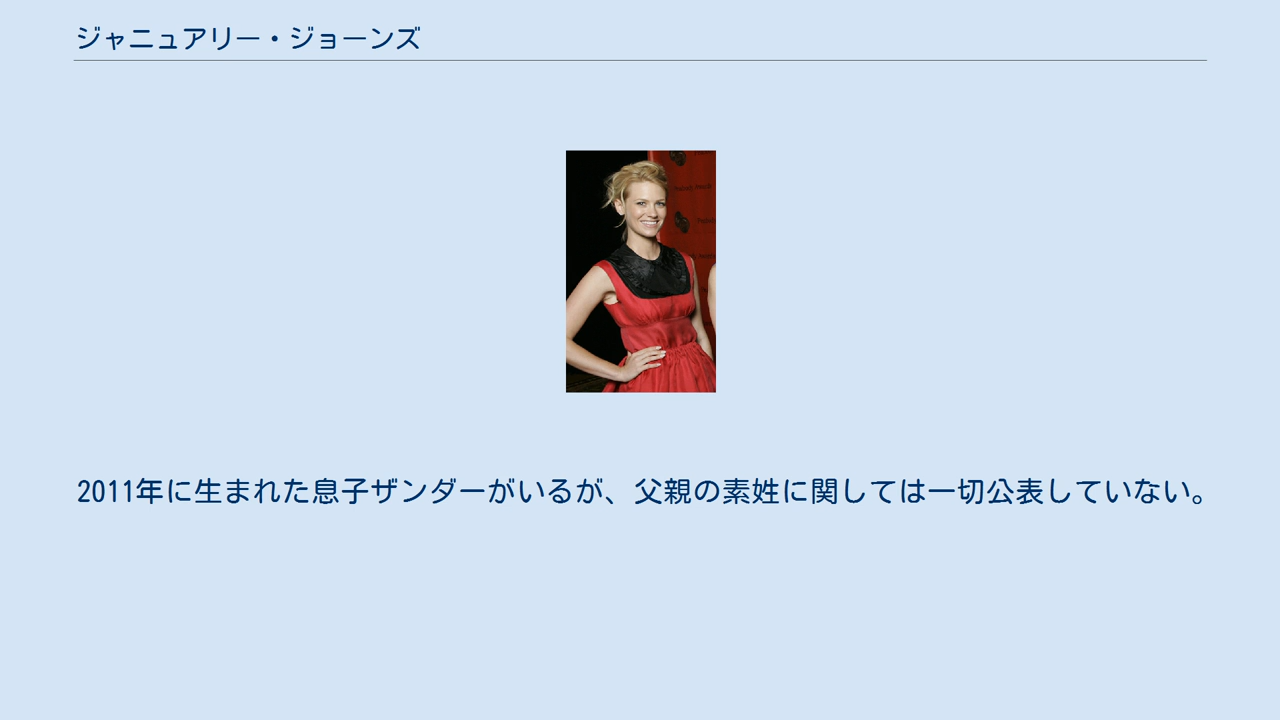 ジャニュアリー・ジョーンズ
2011年に生まれた息子ザンダーがいるが、父親の素姓に関しては一切公表していない。